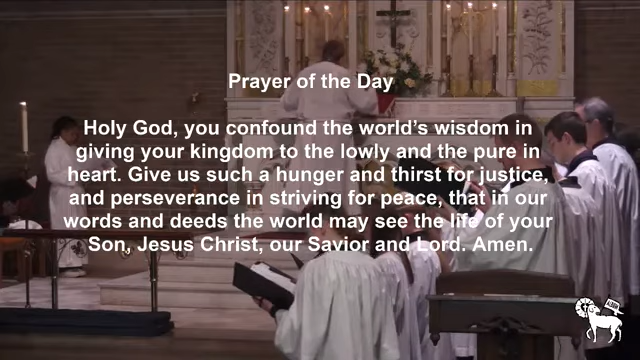 Prayer of the Day
Holy God, you confound the world's wisdom in
giving your kingdom to the lowly and the pure in
heart. Give us such a hunger and thirst for justice,
and perseverance in striving for peace, that in our
words and deeds the world may see the life of your
Son, Jesus Christ, our Savior and Lord. Amen.